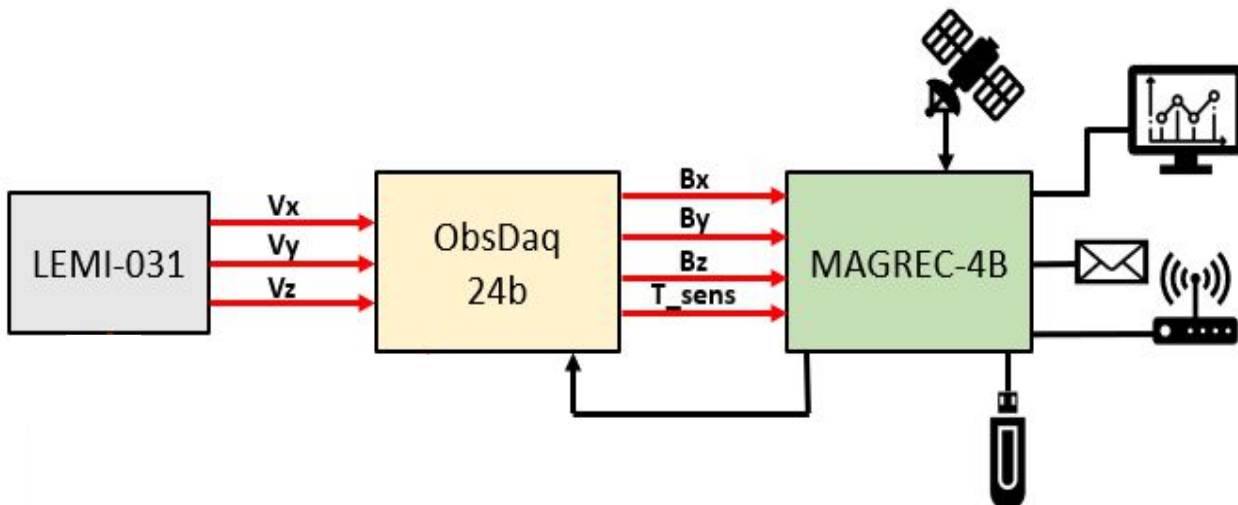 LEMI-031
Vx
Vy
Vz
ObsDaq
24b
Bx
By
Bz
T_sens
MAGREC-4B